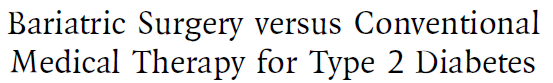 Bariatric Surgery versus Conventional
Medical Therapy for Type 2 Diabetes